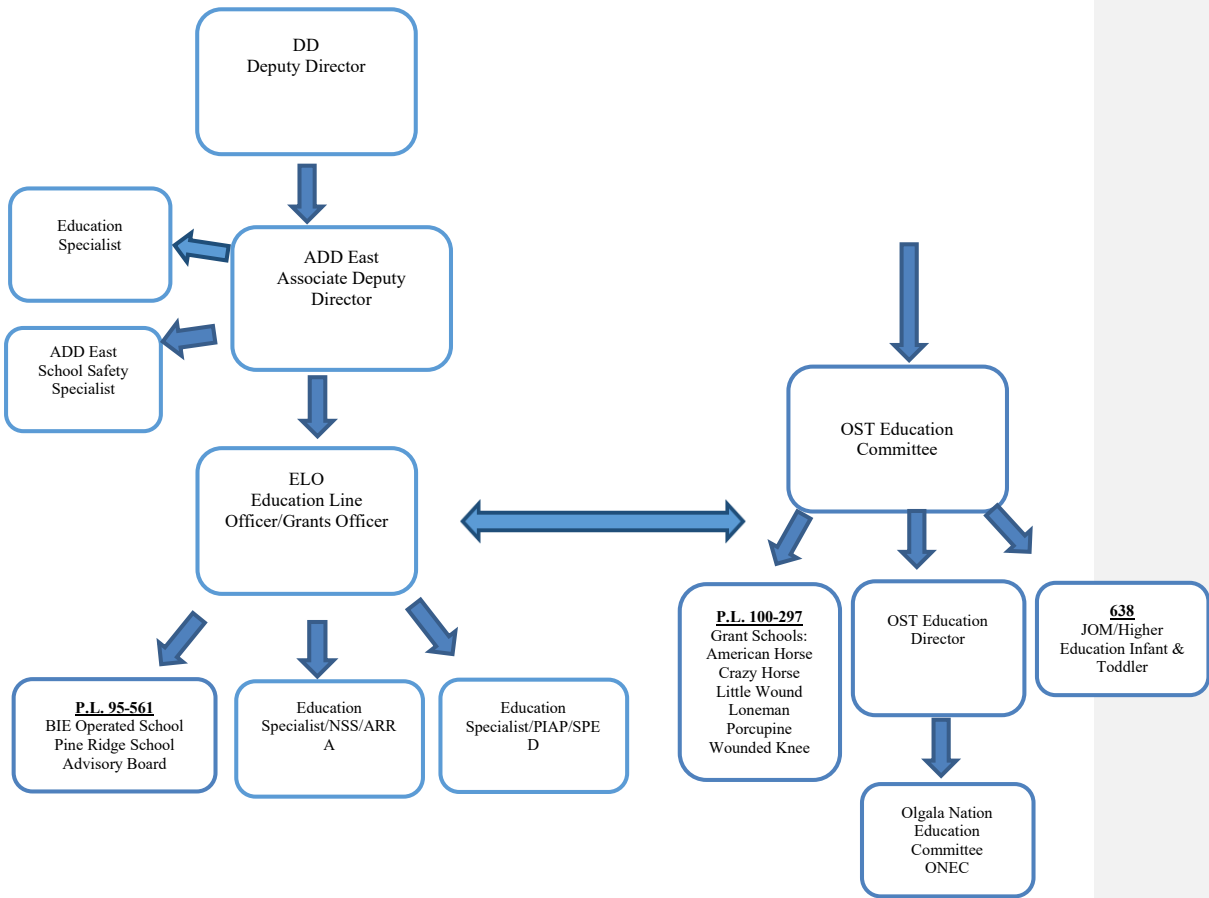 DD
Deputy Director
Education
Specialist
ADD East
Associate Deputy
Director
ADD East
School Safety
Specialist
OST Education
Committee
ELO
Education Line
Officer/Grants Officer
P.L. 95-561
BIE Operated School
Pine Ridge School
Advisory Board
Education
Specialist/NSS/ARR
A
Education
Specialist/PIAP/SPE
D
P.L. 100-297
Grant Schools:
American Horse
Crazy Horse
Little Wound
Loneman
Porcupine
Wounded Knee
OST Education
Director
638
JOM/Higher
Education Infant &
Toddler
Olgala Nation
Education
Committee
ONEC